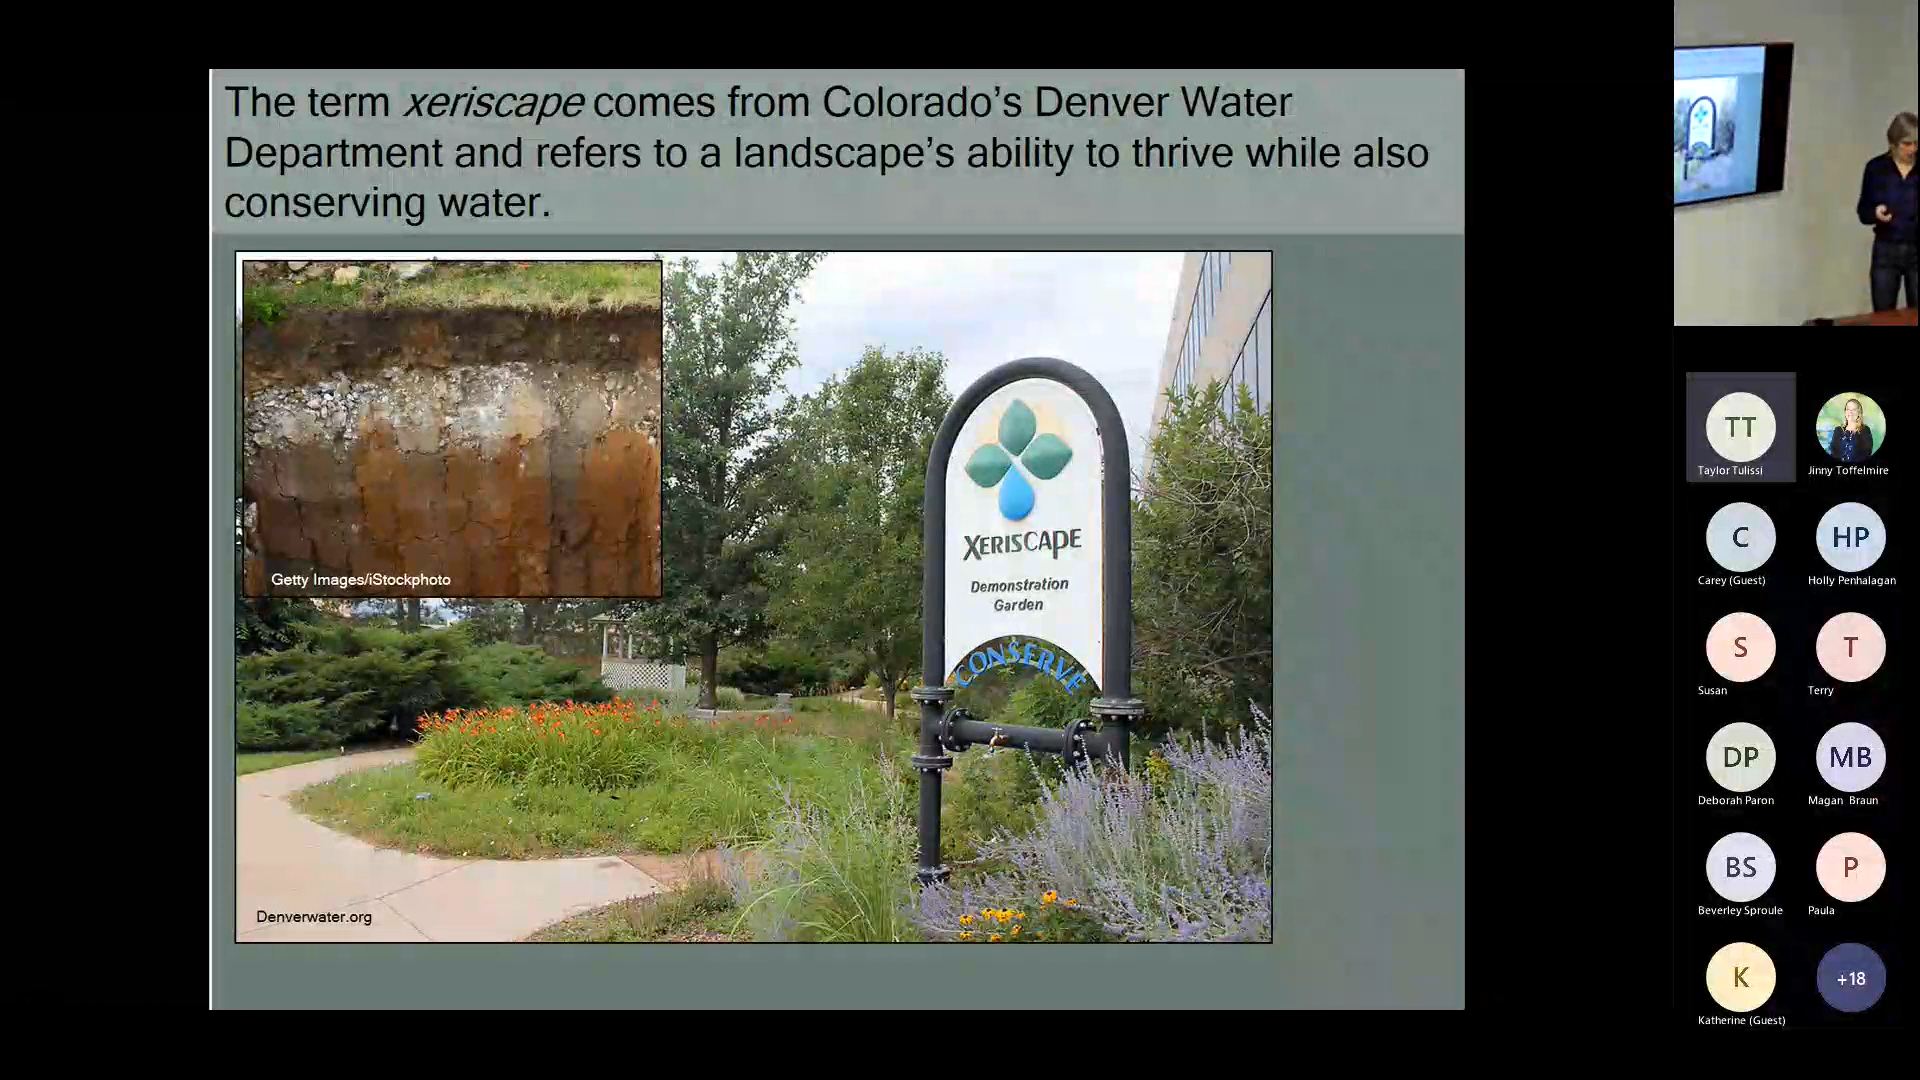 The term xeriscape comes from Colorado’s Denver Water
Department and refers to a landscape’s ability to thrive while also
conserving water.
Getty Images/iStockphoto
XERISCAPE
Demonstration
Garden
CONSERVE
Denverwater.org
TT
Taylor Tulissi
Jinny Toffelmire
C
Carey (Guest)
HP
Holly Penhalagan
S
Susan
T
Terry
DP
Deborah Paron
MB
Magan Braun
BS
Beverley Sproule
P
Paula
K
Katherine (Guest)
+18